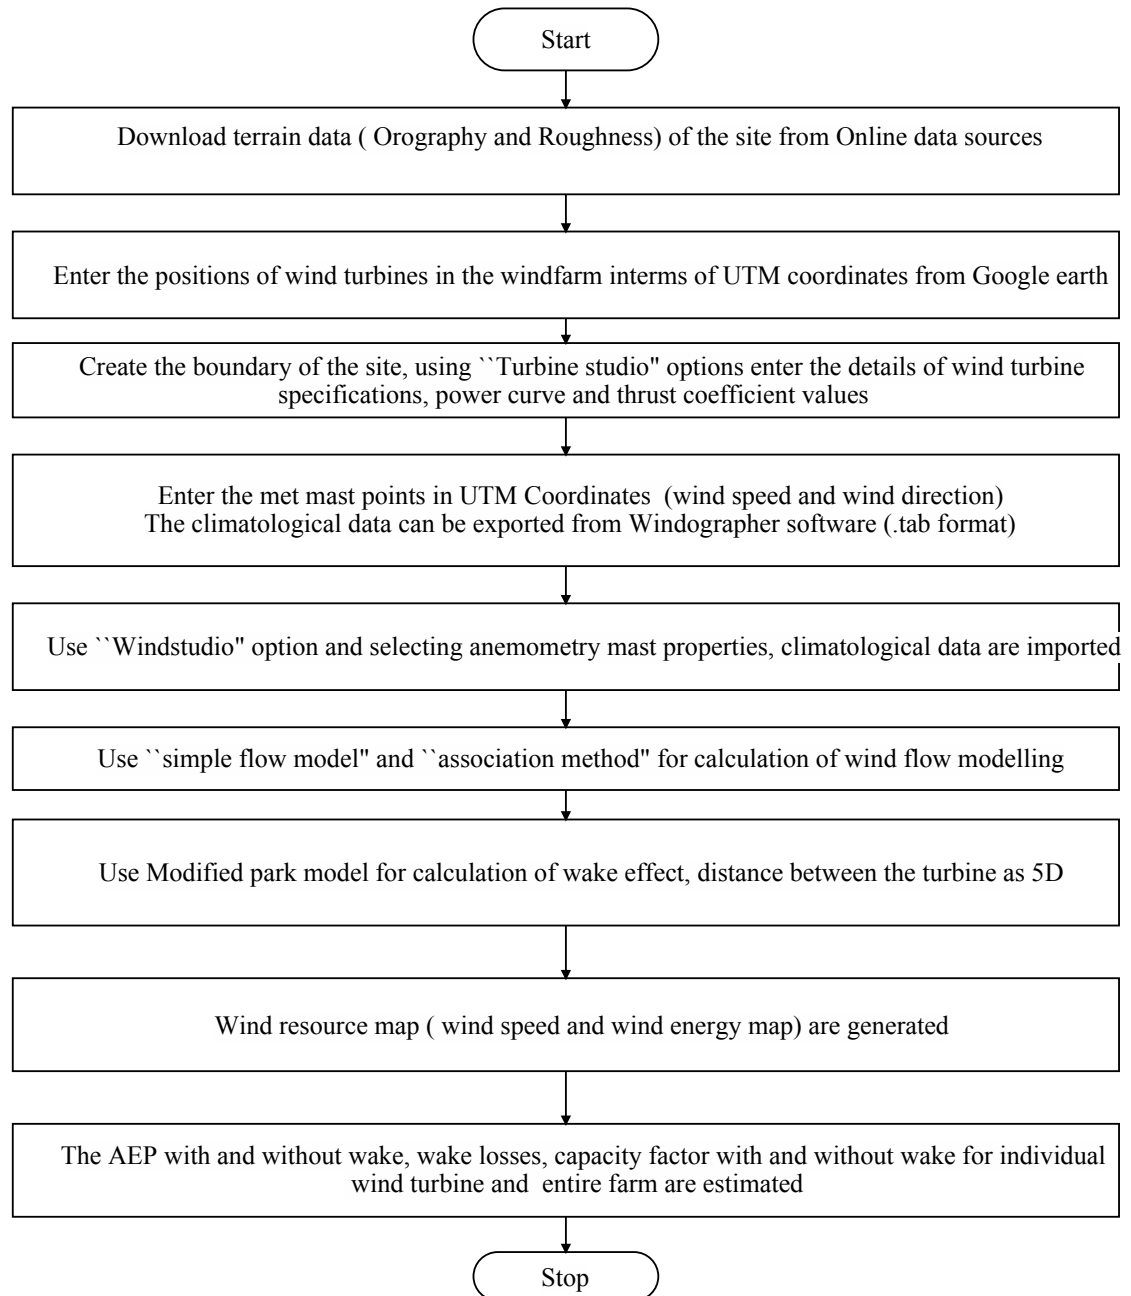 Start
Download terrain data ( Orography and Roughness) of the site from Online data sources
Enter the positions of wind turbines in the windfarm interms of UTM coordinates from Google earth
Create the boundary of the site, using ``Turbine studio" options enter the details of wind turbine
specifications, power curve and thrust coefficient values
Enter the met mast points in UTM Coordinates (wind speed and wind direction)
The climatological data can be exported from Windographer software (.tab format)
Use ``Windstudio" option and selecting anemometry mast properties, climatological data are imported
Use ``simple flow model" and ``association method" for calculation of wind flow modelling
Use Modified park model for calculation of wake effect, distance between the turbine as 5D
Wind resource map ( wind speed and wind energy map) are generated
The AEP with and without wake, wake losses, capacity factor with and without wake for individual
wind turbine and entire farm are estimated
Stop